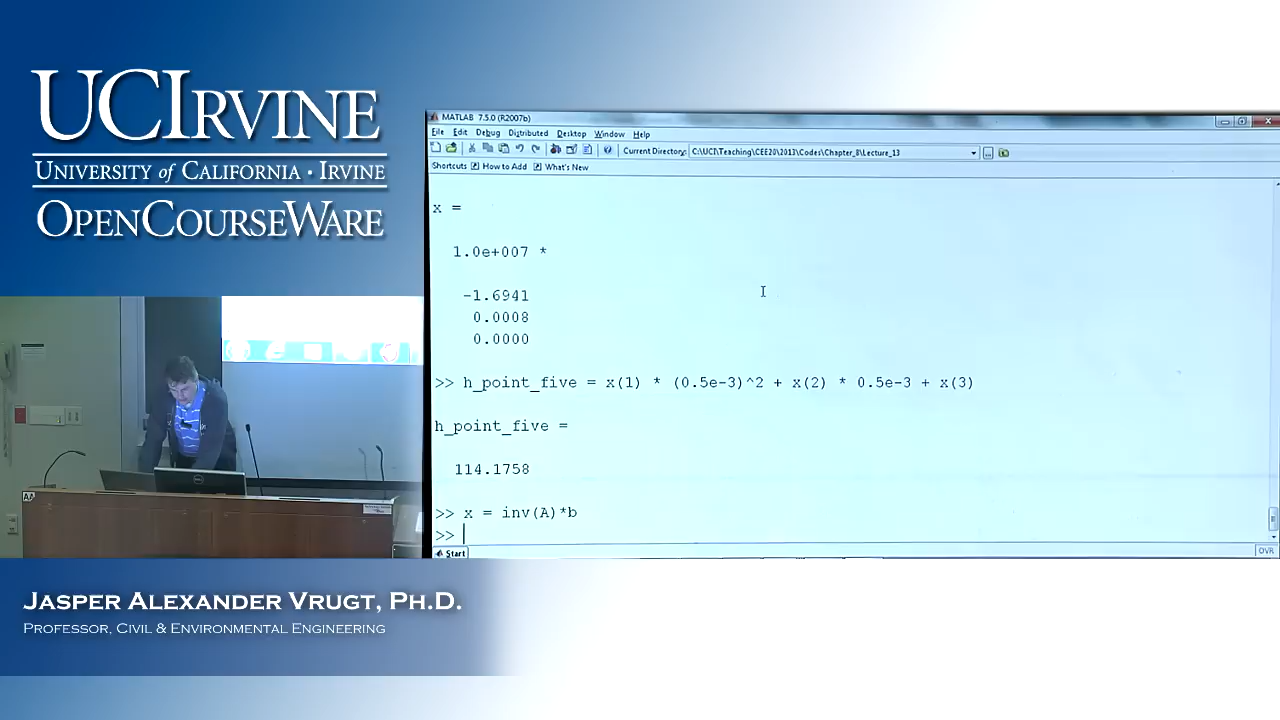 UCIRVINE
UNIVERSITY of CALIFORNIA · IRVINE
OPENCOURSEWARE
MATLAB 7.5.0 (R2007b)
File Edit Debug Distributed Desktop Window Help
Current Directory: C:\UCI\Teaching\CEE20\2013\Codes\Chapter_8\Lecture_13
Shortcuts How to Add What's New
x =
1.0e+007 *
-1.6941
0.0008
0.0000
>> h_point_five = x(1) * (0.5e-3)^2 + x(2) * 0.5e-3 + x(3)
h_point_five =
114.1758
>> x = inv(A)*b
>>
Start
OVR
DELL
AA
JASPER ALEXANDER VRUGT, PH.D.
PROFESSOR, CIVIL & ENVIRONMENTAL ENGINEERING